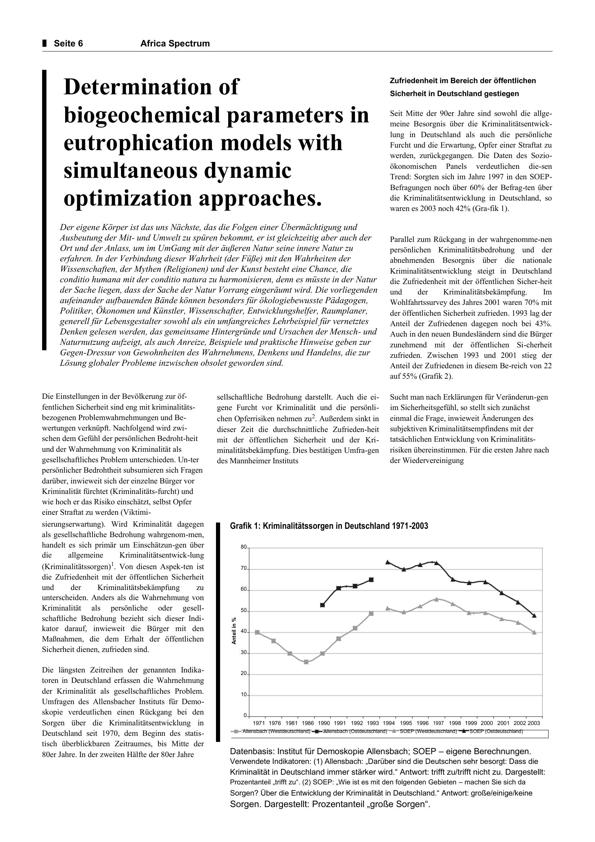 Seite 6 Africa Spectrum
Determination of
biogeochemical parameters in
eutrophication models with
simultaneous dynamic
optimization approaches.
Der eigene Körper ist das uns Nächste, das die Folgen einer Übermächtigung und
Ausbeutung der Mit- und Umwelt zu spüren bekommt, er ist gleichzeitig aber auch der
Ort und der Anlass, um im UmGang mit der äußeren Natur seine innere Natur zu
erfahren. In der Verbindung dieser Wahrheit (der Füße) mit den Wahrheiten der
Wissenschaften, der Mythen (Religionen) und der Kunst besteht eine Chance, die
conditio humana mit der conditio natura zu harmonisieren, denn es müsste in der Natur
der Sache liegen, dass der Sache der Natur Vorrang eingeräumt wird. Die vorliegenden
aufeinander aufbauenden Bände können besonders für ökologiebewusste Pädagogen,
Politiker, Ökonomen und Künstler, Wissenschafter, Entwicklungshelfer, Raumplaner,
generell für Lebensgestalter sowohl als ein umfangreiches Lehrbeispiel für vernetztes
Denken gelesen werden, das gemeinsame Hintergründe und Ursachen der Mensch- und
Naturnutzung aufzeigt, als auch Anreize, Beispiele und praktische Hinweise geben zur
Gegen-Dressur von Gewohnheiten des Wahrnehmens, Denkens und Handelns, die zur
Lösung globaler Probleme inzwischen obsolet geworden sind.
Zufriedenheit im Bereich der öffentlichen
Sicherheit in Deutschland gestiegen
Seit Mitte der 90er Jahre sind sowohl die allge-
meine Besorgnis über die Kriminalitätsentwick-
lung in Deutschland als auch die persönliche
Furcht und die Erwartung, Opfer einer Straftat zu
werden, zurückgegangen. Die Daten des Sozio-
ökonomischen Panels verdeutlichen die-sen
Trend: Sorgten sich im Jahre 1997 in den SOEP-
Befragungen noch über 60% der Befrag-ten über
die Kriminalitätsentwicklung in Deutschland, so
waren es 2003 noch 42% (Gra-fik 1).
Parallel zum Rückgang in der wahrgenomme-nen
persönlichen Kriminalitätsbedrohung und der
abnehmenden Besorgnis über die nationale
Kriminalitätsentwicklung steigt in Deutschland
die Zufriedenheit mit der öffentlichen Sicher-heit
und der Kriminalitätsbekämpfung. Im
Wohlfahrtssurvey des Jahres 2001 waren 70% mit
der öffentlichen Sicherheit zufrieden. 1993 lag der
Anteil der Zufriedenen dagegen noch bei 43%.
Auch in den neuen Bundesländern sind die Bürger
zunehmend mit der öffentlichen Si-cherheit
zufrieden. Zwischen 1993 und 2001 stieg der
Anteil der Zufriedenen in diesem Be-reich von 22
auf 55% (Grafik 2).
Die Einstellungen in der Bevölkerung zur öf-
fentlichen Sicherheit sind eng mit kriminalitäts-
bezogenen Problemwahrnehmungen und Be-
wertungen verknüpft. Nachfolgend wird zwi-
schen dem Gefühl der persönlichen Bedroht-heit
und der Wahrnehmung von Kriminalität als
gesellschaftliches Problem unterschieden. Un-ter
persönlicher Bedrohtheit subsumieren sich Fragen
darüber, inwieweit sich der einzelne Bürger vor
Kriminalität fürchtet (Kriminalitäts-furcht) und
wie hoch er das Risiko einschätzt, selbst Opfer
einer Straftat zu werden (Viktimi-
sierungserwartung). Wird Kriminalität dagegen
als gesellschaftliche Bedrohung wahrgenom-men,
handelt es sich primär um Einschätzun-gen über
die allgemeine Kriminalitätsentwick-lung
(Kriminalitätssorgen)1. Von diesen Aspek-ten ist
die Zufriedenheit mit der öffentlichen Sicherheit
und der Kriminalitätsbekämpfung zu
unterscheiden. Anders als die Wahrnehmung von
Kriminalität als persönliche oder gesell-
schaftliche Bedrohung bezieht sich dieser Indi-
kator darauf, inwieweit die Bürger mit den
Maßnahmen, die dem Erhalt der öffentlichen
Sicherheit dienen, zufrieden sind.
Die längsten Zeitreihen der genannten Indika-
toren in Deutschland erfassen die Wahrnehmung
der Kriminalität als gesellschaftliches Problem.
Umfragen des Allensbacher Instituts für Demo-
skopie verdeutlichen einen Rückgang bei den
Sorgen über die Kriminalitätsentwicklung in
Deutschland seit 1970, dem Beginn des statis-
tisch überblickbaren Zeitraumes, bis Mitte der
80er Jahre. In der zweiten Hälfte der 80er Jahre
sellschaftliche Bedrohung darstellt. Auch die ei-
gene Furcht vor Kriminalität und die persönli-
chen Opferrisiken nehmen zu2. Außerdem sinkt in
dieser Zeit die durchschnittliche Zufrieden-heit
mit der öffentlichen Sicherheit und der Kri-
minalitätsbekämpfung. Dies bestätigen Umfra-gen
des Mannheimer Instituts
Sucht man nach Erklärungen für Veränderun-gen
im Sicherheitsgefühl, so stellt sich zunächst
einmal die Frage, inwieweit Änderungen des
subjektiven Kriminalitätsempfindens mit der
tatsächlichen Entwicklung von Kriminalitäts-
risiken übereinstimmen. Für die ersten Jahre nach
der Wiedervereinigung
Grafik 1: Kriminalitätssorgen in Deutschland 1971-2003
80
70
60
50
40
30
20
10
0
Anteil in %
1971 1976 1981 1986 1990 1991 1992 1993 1994 1995 1996 1997 1998 1999 2000 2001 2002 2003
Allensbach (Westdeutschland) Allensbach (Ostdeutschland) SOEP (Westdeutschland) SOEP (Ostdeutschland)
Datenbasis: Institut für Demoskopie Allensbach; SOEP – eigene Berechnungen.
Verwendete Indikatoren: (1) Allensbach: „Darüber sind die Deutschen sehr besorgt: Dass die
Kriminalität in Deutschland immer stärker wird.“ Antwort: trifft zu/trifft nicht zu. Dargestellt:
Prozentanteil „trifft zu“. (2) SOEP: „Wie ist es mit den folgenden Gebieten – machen Sie sich da
Sorgen? Über die Entwicklung der Kriminalität in Deutschland.“ Antwort: große/einige/keine
Sorgen. Dargestellt: Prozentanteil „große Sorgen“.